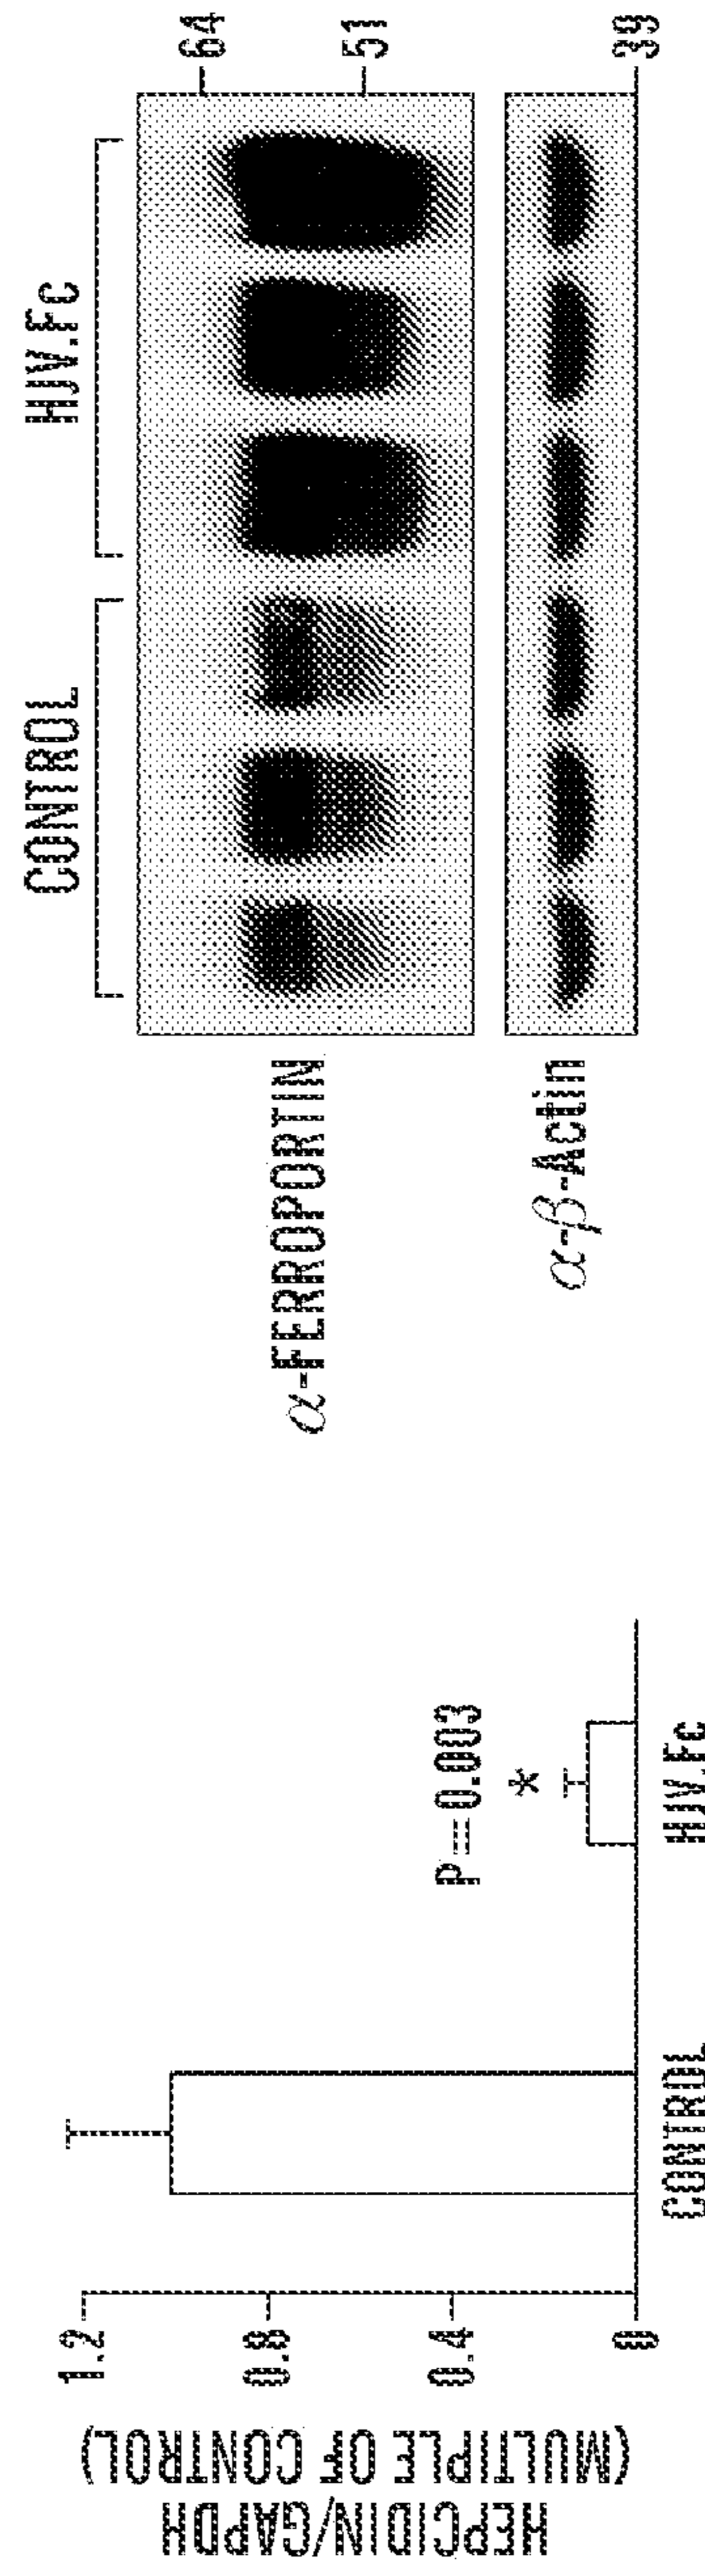 HEPCIDIN/GAPDH
(MULTIPLE OF CONTROL)
1.2
0.8
0.4
0
P=0.003
*
CONTROL
HJV.Fc
CONTROL
HJV.Fc
α-FERROPORTIN
64
51
α-β-Actin
39